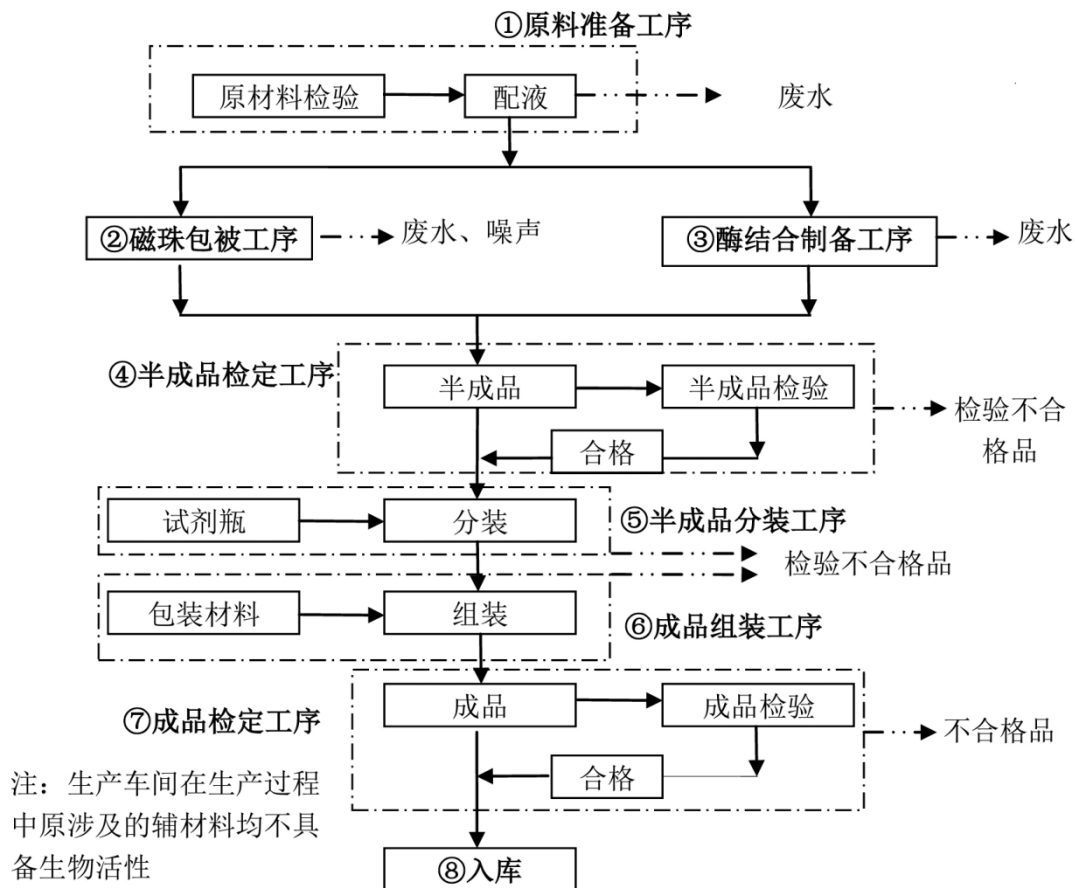 ①原料准备工序
原材料检验
配液
废水
②磁珠包被工序
废水、噪声
③酶结合制备工序
废水
④半成品检定工序
半成品
半成品检验
检验不合
格品
合格
试剂瓶
分装
⑤半成品分装工序
检验不合格品
包装材料
组装
⑥成品组装工序
成品
成品检验
⑦成品检定工序
不合格品
合格
注：生产车间在生产过程
中原涉及的辅材料均不具
备生物活性
⑧入库